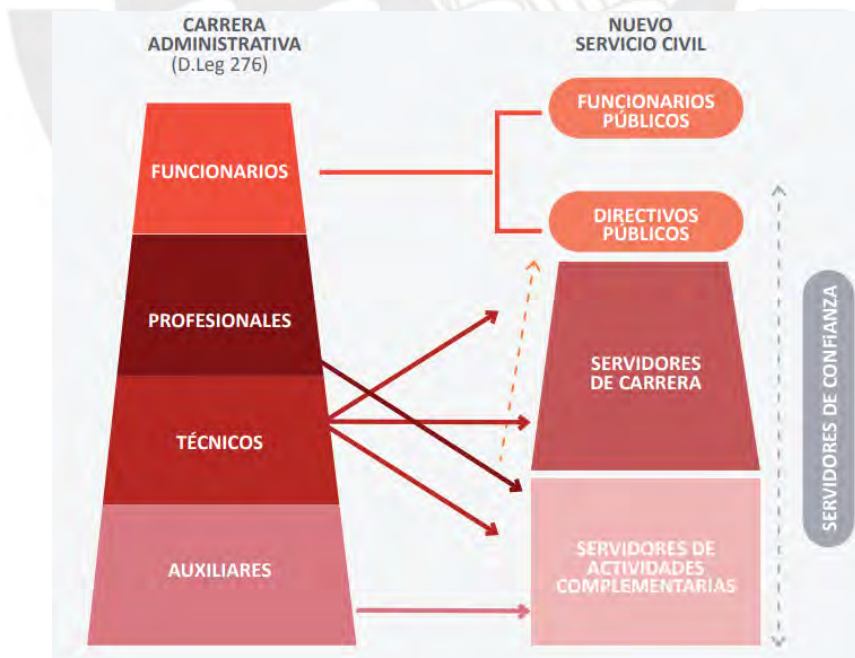 CARRERA
ADMINISTRATIVA
(D.Leg 276)
FUNCIONARIOS
PROFESIONALES
TÉCNICOS
AUXILIARES
NUEVO
SERVICIO CIVIL
FUNCIONARIOS
PÚBLICOS
DIRECTIVOS
PÚBLICOS
SERVIDORES
DE CARRERA
SERVIDORES DE
ACTIVIDADES
COMPLEMENTARIAS
SERVIDORES DE CONFIANZA